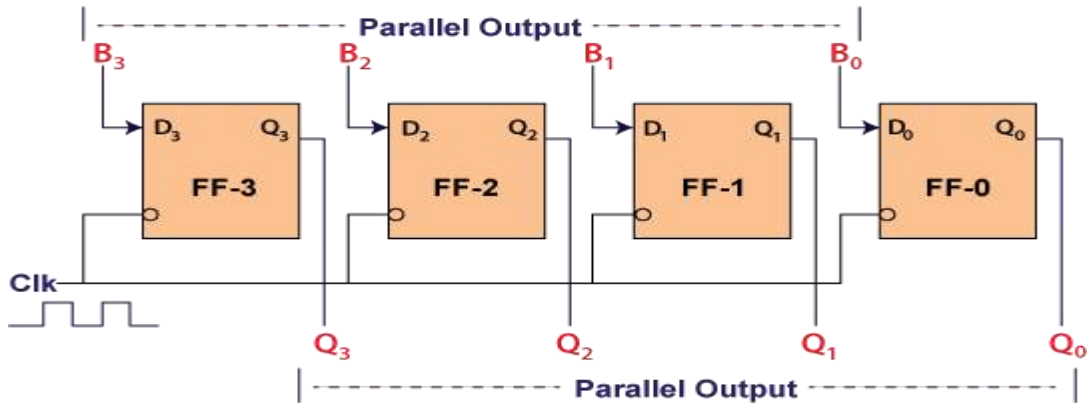 Parallel Output
B₃ B₂ B₁ B₀
D₃ Q₃ D₂ Q₂ D₁ Q₁ D₀ Q₀
FF-3 FF-2 FF-1 FF-0
Clk
Q₃ Q₂ Q₁ Q₀
Parallel Output